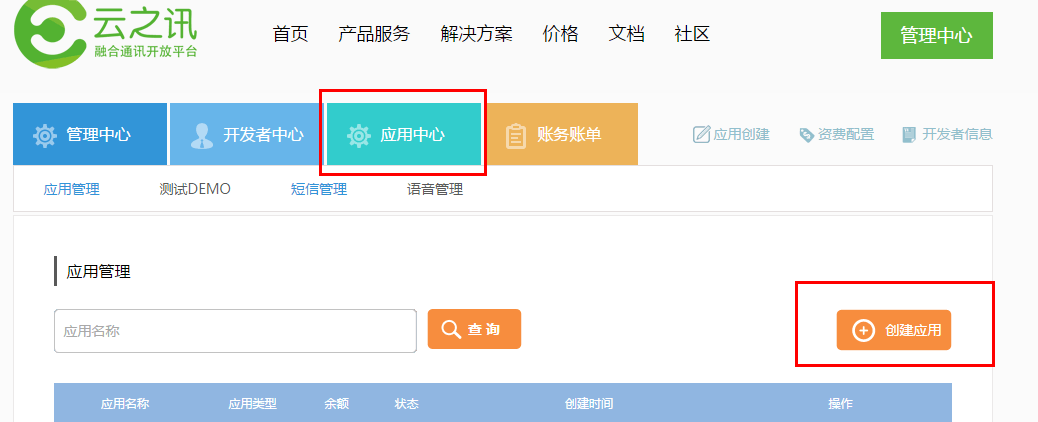 云之讯
融合通讯开放平台
首页 产品服务 解决方案 价格 文档 社区 管理中心
管理中心 开发者中心 应用中心 账务账单 应用创建 资费配置 开发者信息
应用管理 测试DEMO 短信管理 语音管理
应用管理
应用名称 查询 创建应用
应用名称 应用类型 余额 状态 创建时间 操作